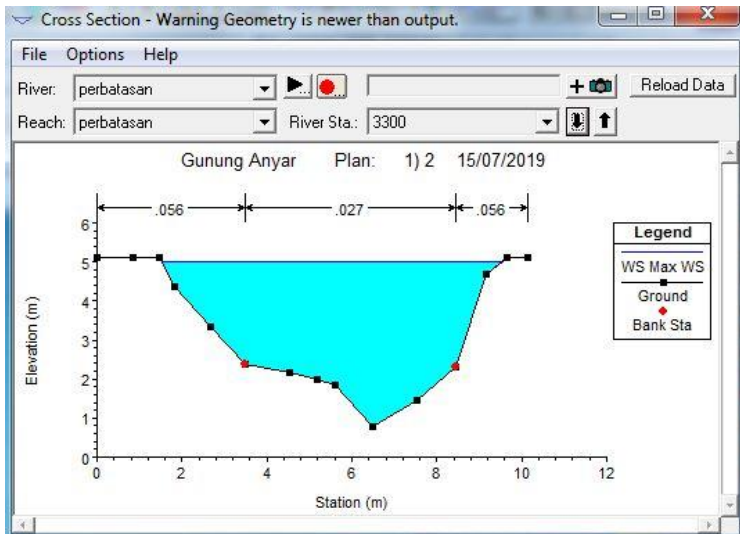 Cross Section - Warning Geometry is newer than output.
File Options Help
River: perbatasan
Reload Data
Reach: perbatasan River Sta.: 3300
Gunung Anyar Plan: 1) 2 15/07/2019
.056 .027 .056
Legend
WS Max WS
Ground
Bank Sta
6
5
4
3
2
1
0
Elevation (m)
0 2 4 6 8 10 12
Station (m)